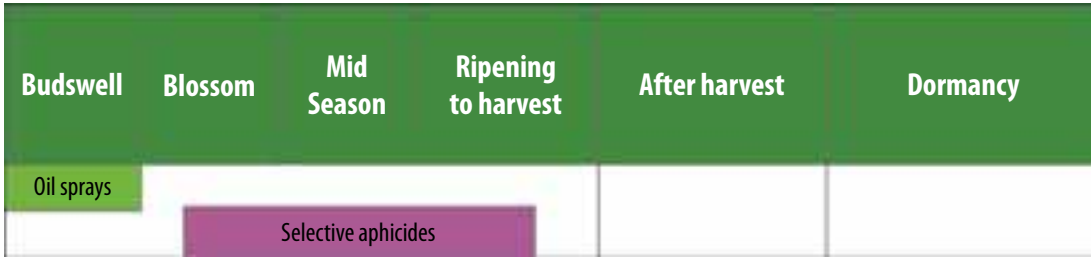 Budswell
Blossom
Mid
Season
Ripening
to harvest
After harvest
Dormancy
Oil sprays
Selective aphicides